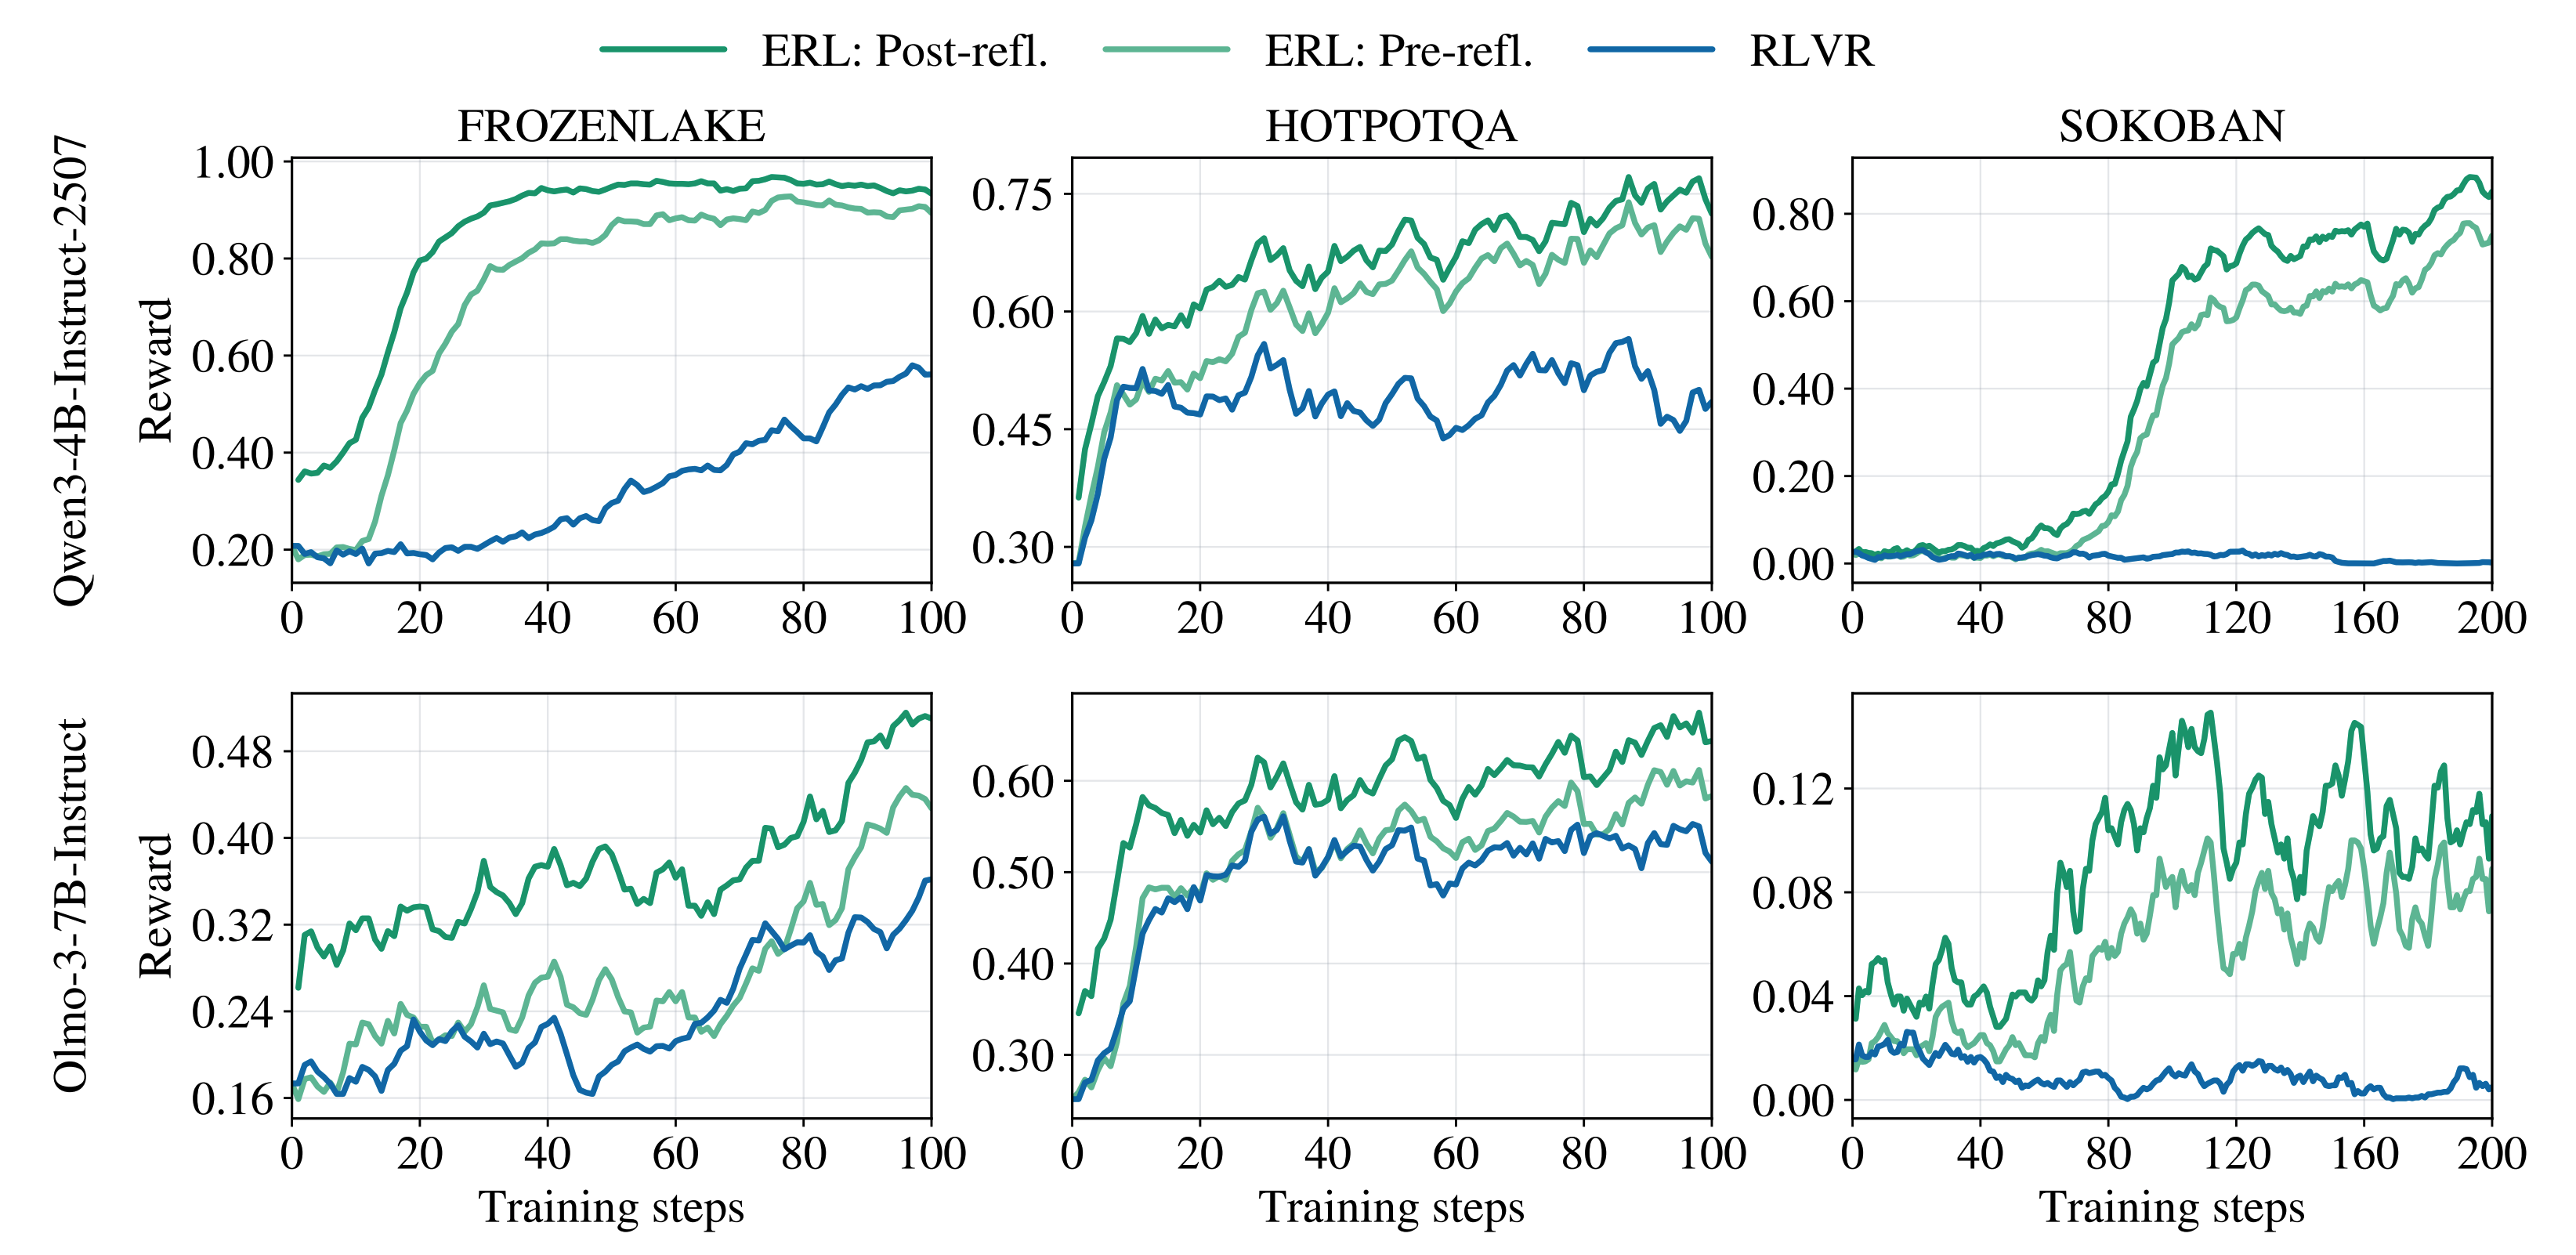 ERL: Post-refl. ERL: Pre-refl. RLVR
FROZENLAKE HOTPOTQA SOKOBAN
Qwen3-4B-Instruct-2507
Reward
1.00
0.80
0.60
0.40
0.20
0 20 40 60 80 100
0.75
0.60
0.45
0.30
0 20 40 60 80 100
0.80
0.60
0.40
0.20
0.00
0 40 80 120 160 200
Olmo-3-7B-Instruct
Reward
0.48
0.40
0.32
0.24
0.16
0 20 40 60 80 100
Training steps
0.60
0.50
0.40
0.30
0 20 40 60 80 100
Training steps
0.12
0.08
0.04
0.00
0 40 80 120 160 200
Training steps